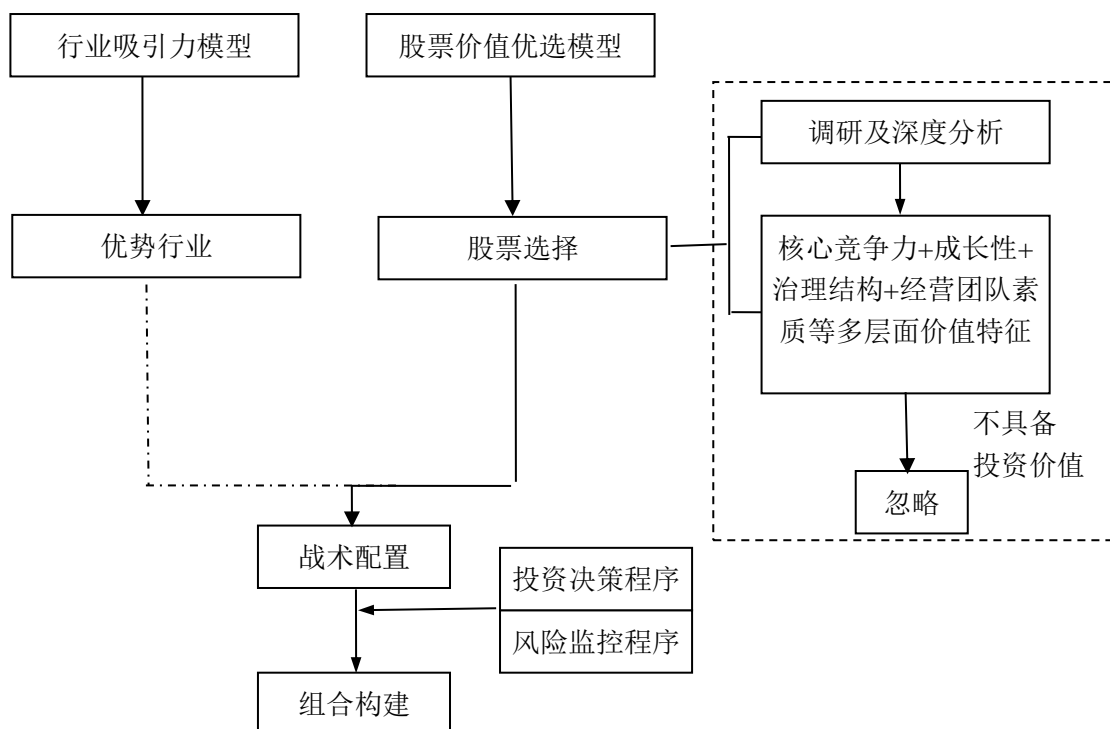 行业吸引力模型
股票价值优选模型
调研及深度分析
优势行业
股票选择
核心竞争力+成长性+
治理结构+经营团队素
质等多层面价值特征
不具备
投资价值
忽略
战术配置
投资决策程序
风险监控程序
组合构建